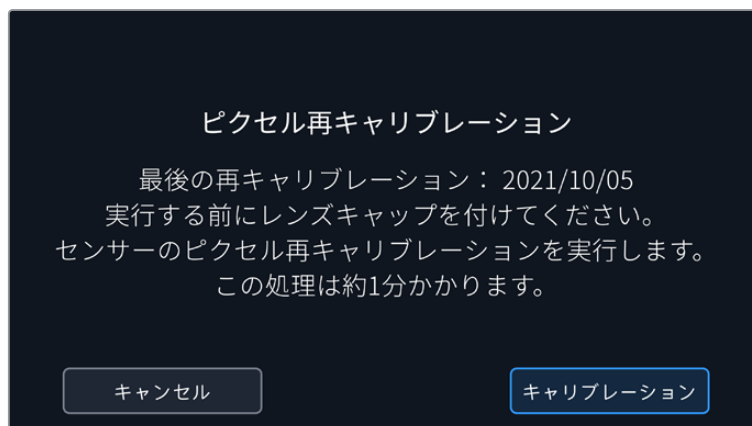 ピクセル再キャリブレーション
最後の再キャリブレーション： 2021/10/05
実行する前にレンズキャップを付けてください。
センサーのピクセル再キャリブレーションを実行します。
この処理は約1分かかります。
キャンセル
キャリブレーション